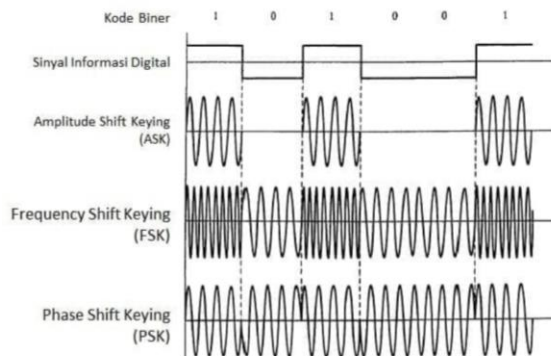 Kode Biner 1 0 1 0 0 1
Sinyal Informasi Digital
Amplitude Shift Keying
(ASK)
Frequency Shift Keying
(FSK)
Phase Shift Keying
(PSK)